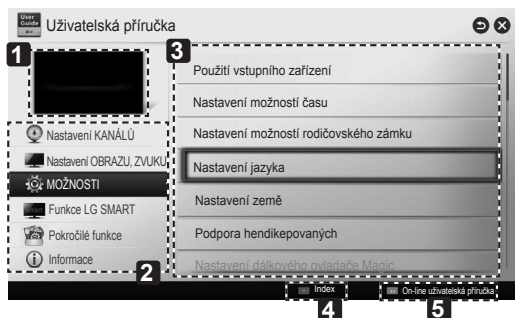 User
Guide
Uživatelská příručka
1
3
Použití vstupního zařízení
Nastavení možností času
Nastavení možností rodičovského zámku
Nastavení jazyka
Nastavení země
Podpora hendikepovaných
Nastavení dálkového ovladače Magic
Nastavení KANÁLŮ
Nastavení OBRAZU, ZVUKU
MOŽNOSTI
Funkce LG SMART
Pokročilé funkce
Informace
2
Index
On-line uživatelská příručka
4
5